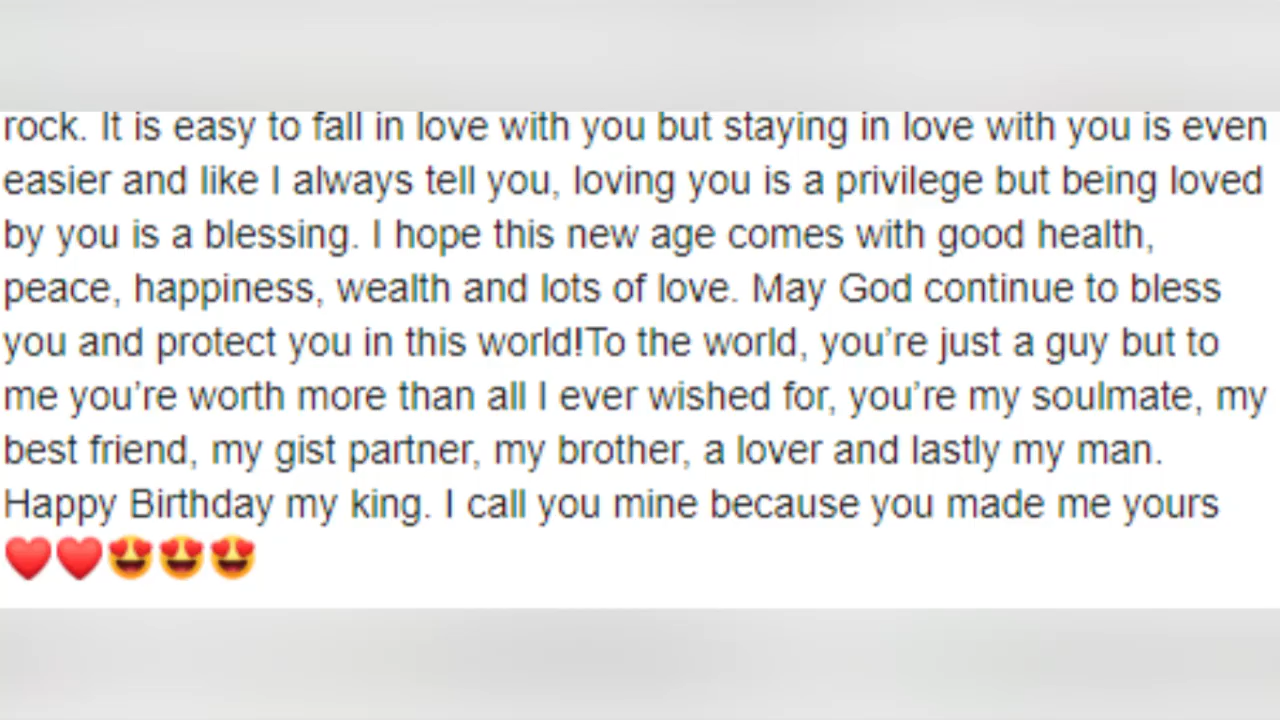 rock. It is easy to fall in love with you but staying in love with you is even
easier and like I always tell you, loving you is a privilege but being loved
by you is a blessing. I hope this new age comes with good health,
peace, happiness, wealth and lots of love. May God continue to bless
you and protect you in this world!To the world, you’re just a guy but to
me you’re worth more than all I ever wished for, you’re my soulmate, my
best friend, my gist partner, my brother, a lover and lastly my man.
Happy Birthday my king. I call you mine because you made me yours
❤️❤️😍😍😍